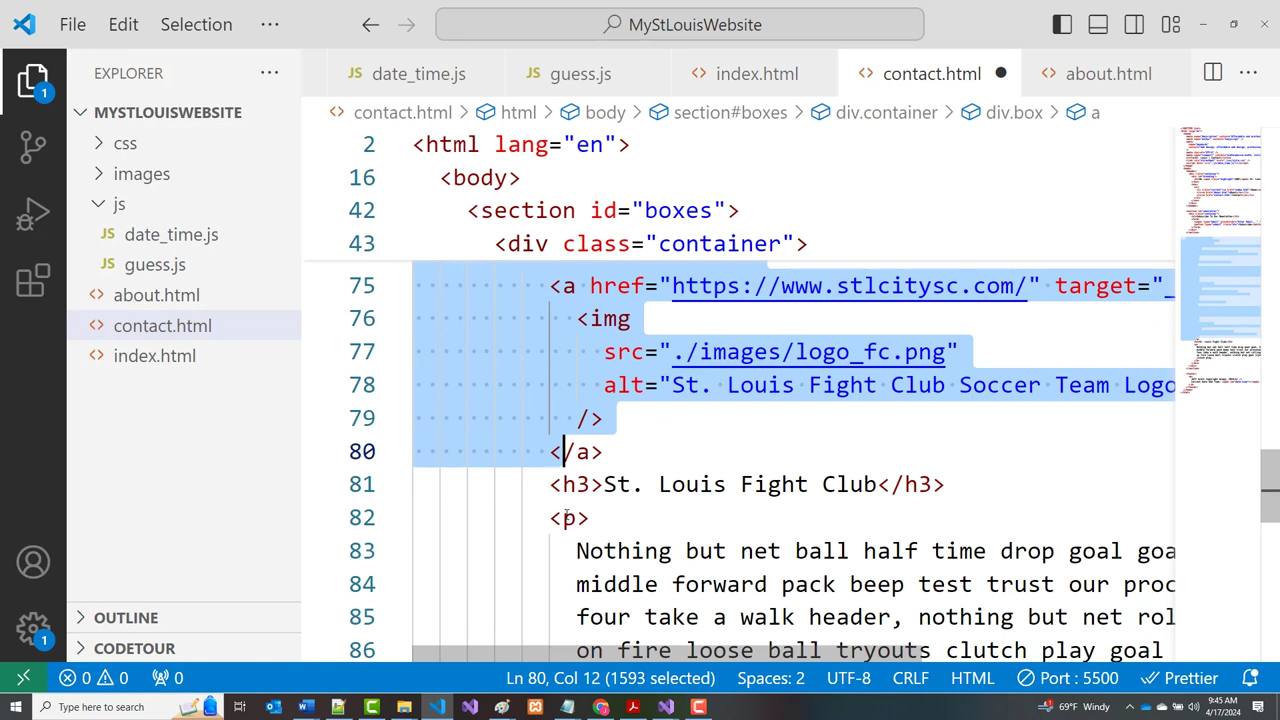 File Edit Selection ··· MyStLouisWebsite
EXPLORER ···
date_time.js guess.js index.html contact.html about.html ···
contact.html > html > body > section#boxes > div.container > div.box > a
MYSTLOUISWEBSITE
css
images
js
date_time.js
guess.js
about.html
contact.html
index.html
OUTLINE
CODETOUR
1
1
2 <html lang="en">
16 <body>
42 <section id="boxes">
43 <div class="container">
75 <a href="https://www.stlcitysc.com/" target="_
76 <img
77 src="./images/logo_fc.png"
78 alt="St. Louis Fight Club Soccer Team Logo
79 />
80 </a>
81 <h3>St. Louis Fight Club</h3>
82 <p>
83 Nothing but net ball half time drop goal goa
84 middle forward pack beep test trust our proc
85 four take a walk header, nothing but net rol
86 on fire loose ball tryouts clutch play goal
0 0 0 Ln 80, Col 12 (1593 selected) Spaces: 2 UTF-8 CRLF HTML Port : 5500 Prettier
Type here to search 69°F Windy 9:45 AM
4/17/2024